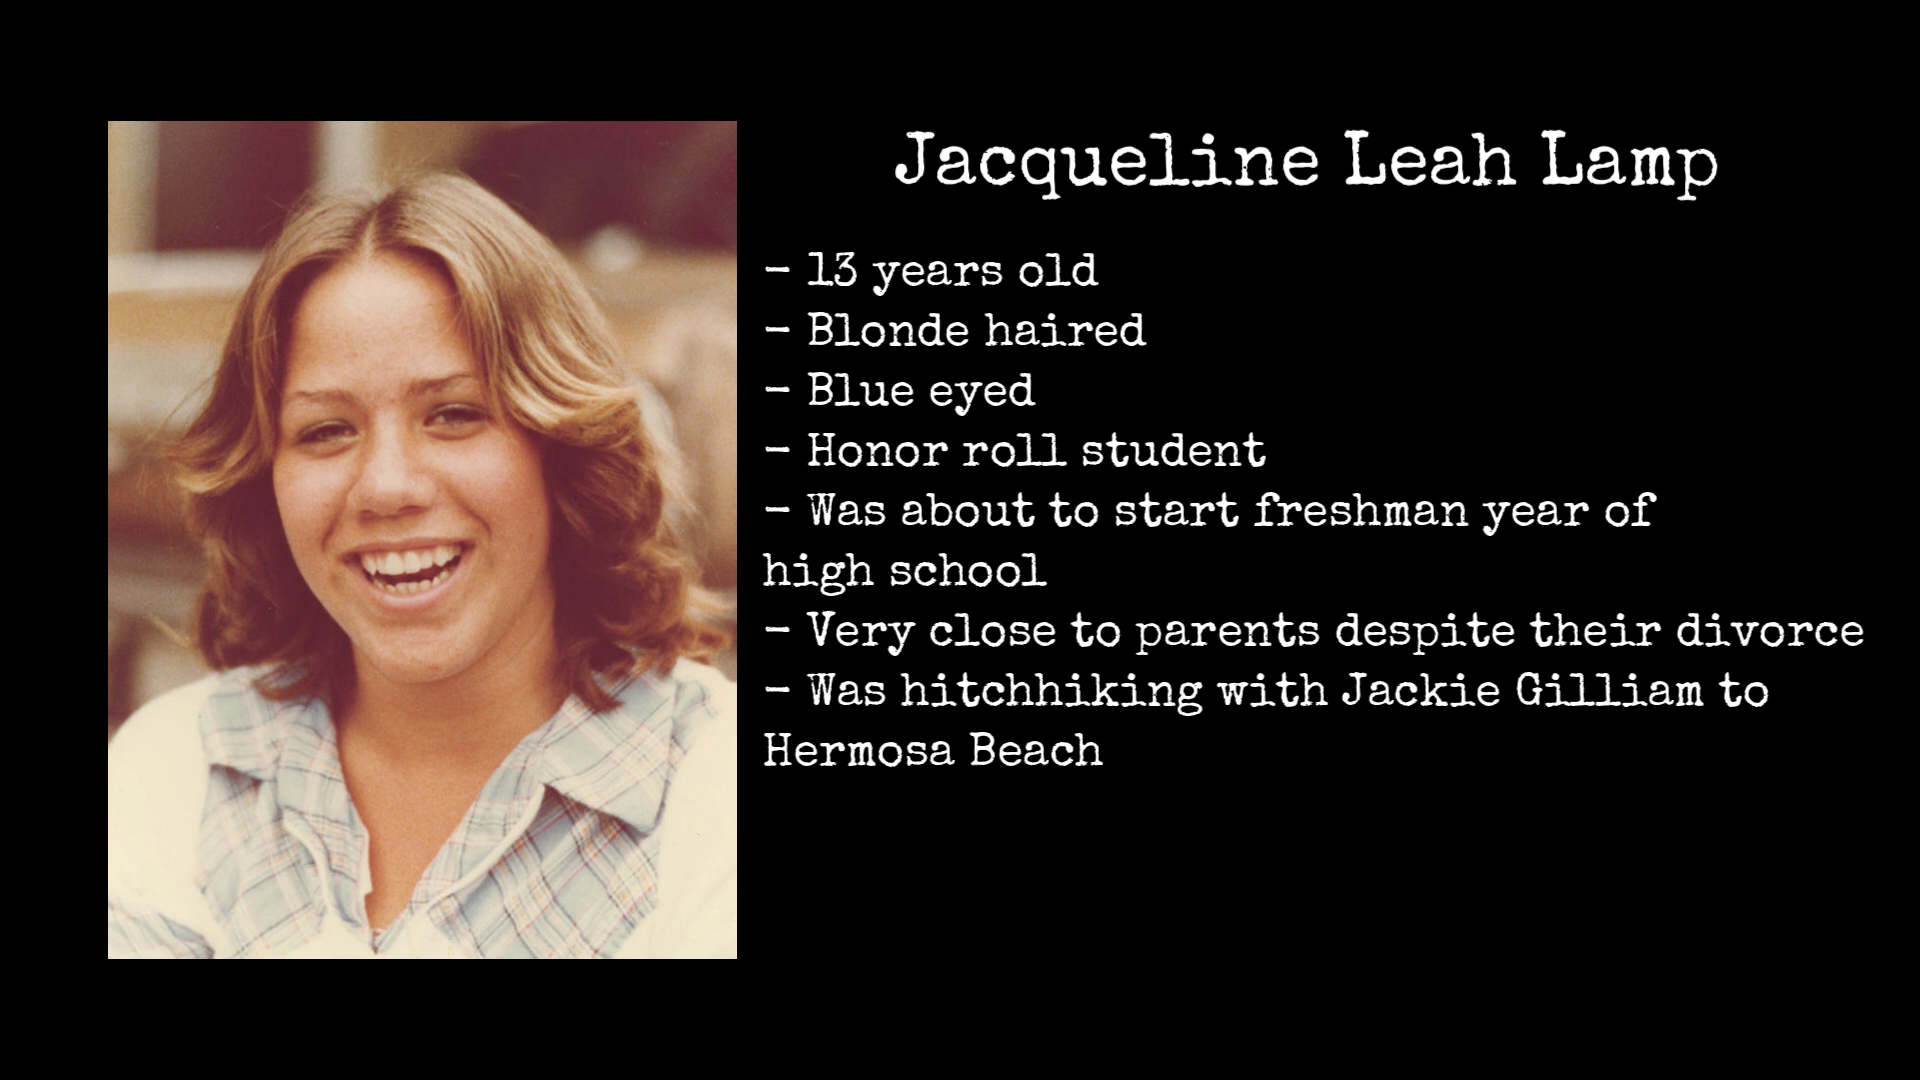 Jacqueline Leah Lamp
- 13 years old
- Blonde haired
- Blue eyed
- Honor roll student
- Was about to start freshman year of
high school
- Very close to parents despite their divorce
- Was hitchhiking with Jackie Gilliam to
Hermosa Beach